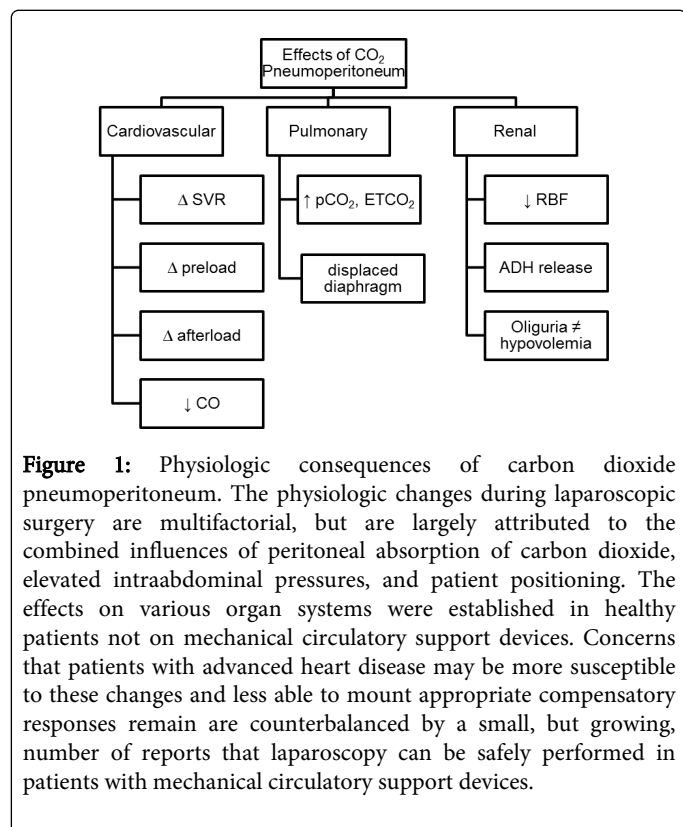 Effects of CO₂
Pneumoperitoneum
Cardiovascular
Pulmonary
Renal
Δ SVR
↑ pCO₂, ETCO₂
↓ RBF
Δ preload
displaced
diaphragm
ADH release
Δ afterload
Oliguria ≠
hypovolemia
↓ CO
Figure 1: Physiologic consequences of carbon dioxide
pneumoperitoneum. The physiologic changes during laparoscopic
surgery are multifactorial, but are largely attributed to the
combined influences of peritoneal absorption of carbon dioxide,
elevated intraabdominal pressures, and patient positioning. The
effects on various organ systems were established in healthy
patients not on mechanical circulatory support devices. Concerns
that patients with advanced heart disease may be more susceptible
to these changes and less able to mount appropriate compensatory
responses remain are counterbalanced by a small, but growing,
number of reports that laparoscopy can be safely performed in
patients with mechanical circulatory support devices.